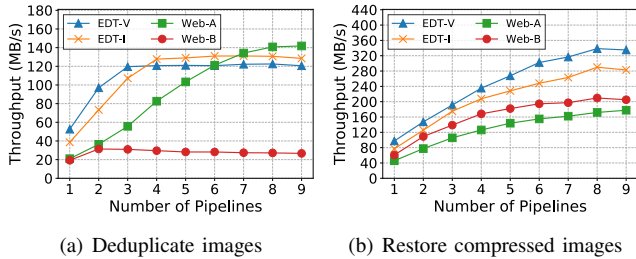 EDT-V
EDT-I
Web-A
Web-B
Throughput (MB/s)
180
160
140
120
100
80
60
40
20
0
1 2 3 4 5 6 7 8 9
Number of Pipelines
(a) Deduplicate images
EDT-V
EDT-I
Web-A
Web-B
Throughput (MB/s)
440
400
360
320
280
240
200
160
120
80
40
0
1 2 3 4 5 6 7 8 9
Number of Pipelines
(b) Restore compressed images